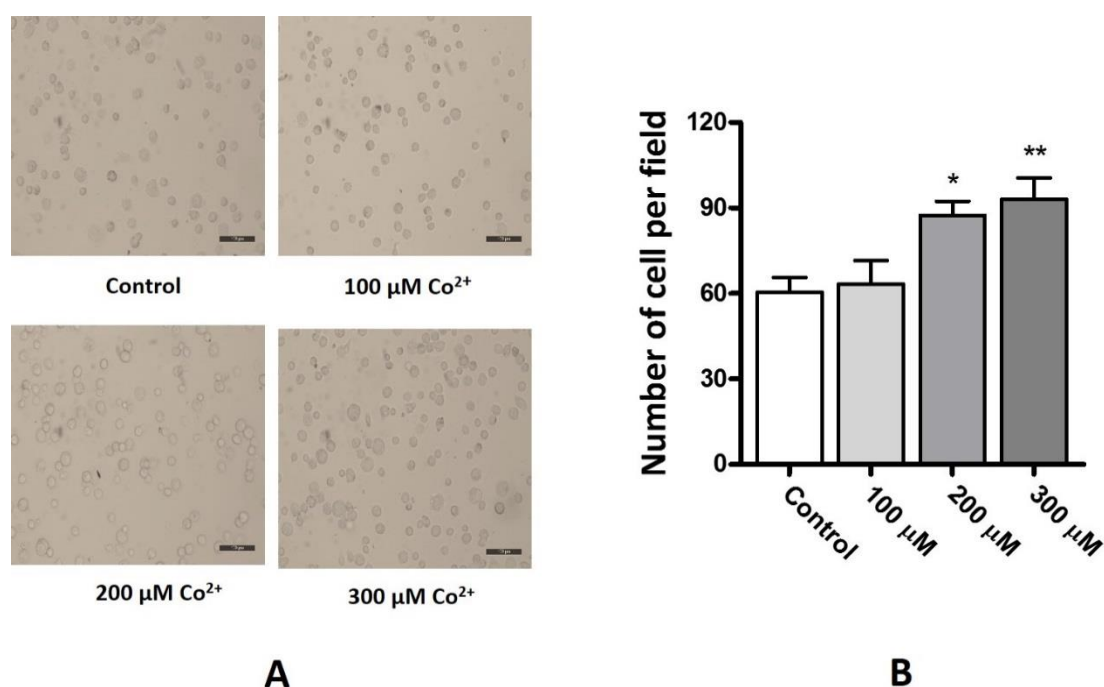 Control
100 µM Co²⁺
200 µM Co²⁺
300 µM Co²⁺
A
Number of cell per field
120
90
60
30
0
*
**
Control
100 µM
200 µM
300 µM
B